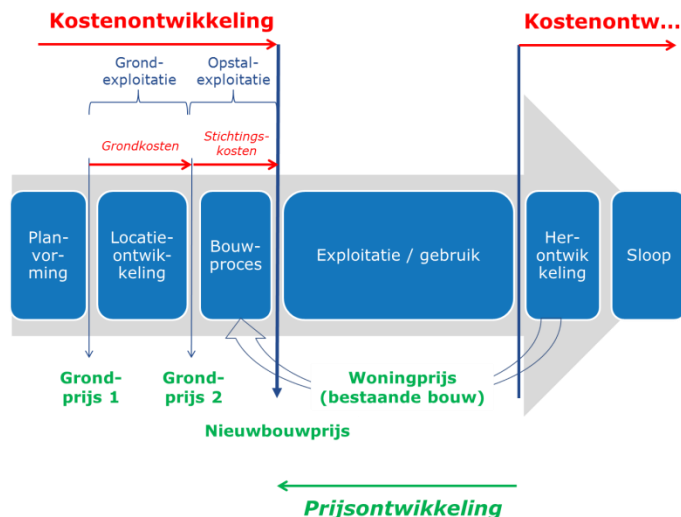 Kostenontwikkeling
Kostenontw...
Grond-
exploitatie
Opstal-
exploitatie
Grondkosten
Stichtings-
kosten
Plan-
vor-
ming
Locatie-
ontwik-
keling
Bouw-
proces
Exploitatie / gebruik
Her-
ontwik
keling
Sloop
Grond-
prijs 1
Grond-
prijs 2
Woningprijs
(bestaande bouw)
Nieuwbouwprijs
Prijsontwikkeling